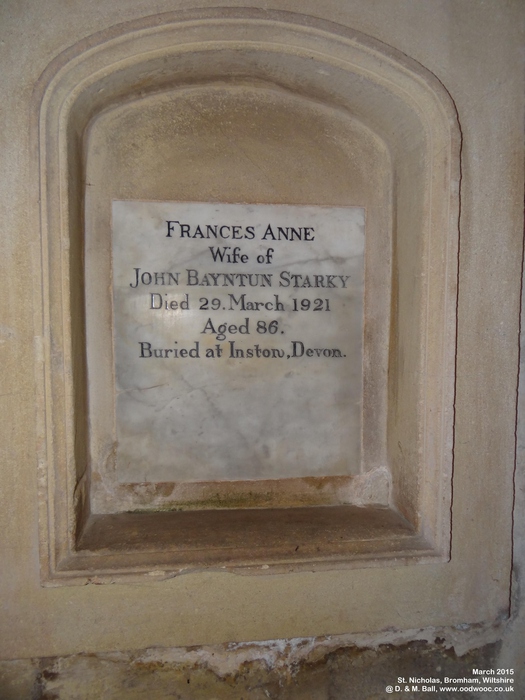 FRANCES ANNE
Wife of
JOHN BAYNTUN STARKY
Died 29. March 1921
Aged 86.
Buried at Instow, Devon.
March 2015
St. Nicholas, Bromham, Wiltshire
@ D. & M. Ball, www.oodwooc.co.uk